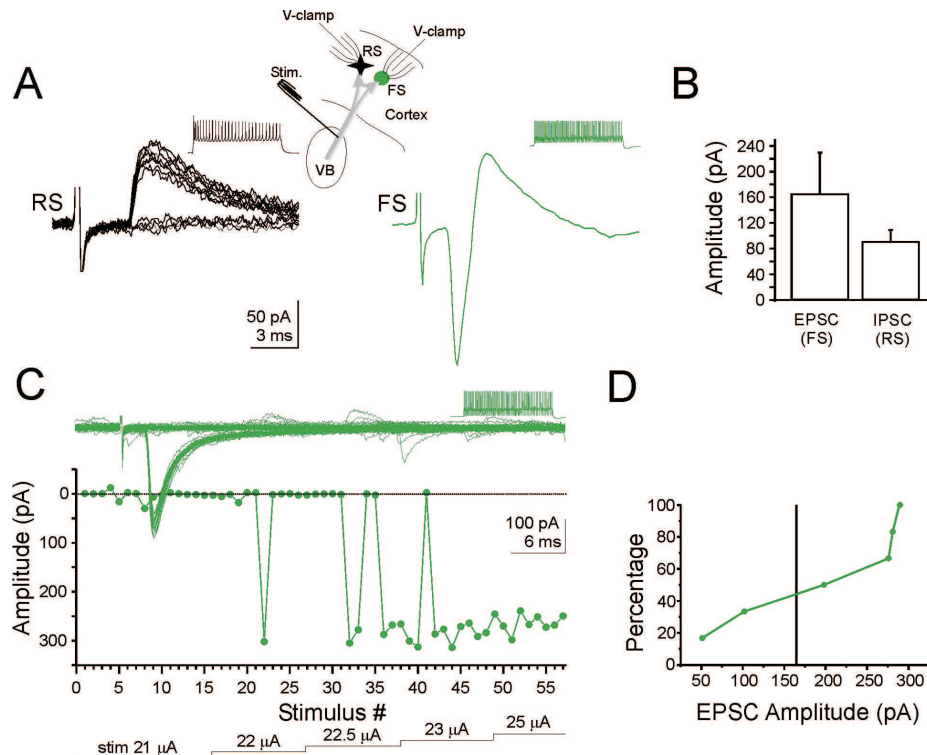 A
V-clamp
RS
V-clamp
Stim.
FS
Cortex
VB
RS
FS
50 pA
3 ms
B
Amplitude (pA)
240
200
160
120
80
40
0
EPSC
(FS)
IPSC
(RS)
C
Amplitude (pA)
0
100
200
300
100 pA
6 ms
0 5 10 15 20 25 30 35 40 45 50 55
Stimulus #
stim 21 µA
22 µA
22.5 µA
23 µA
25 µA
D
Percentage
100
80
60
40
20
0
50 100 150 200 250 300
EPSC Amplitude (pA)